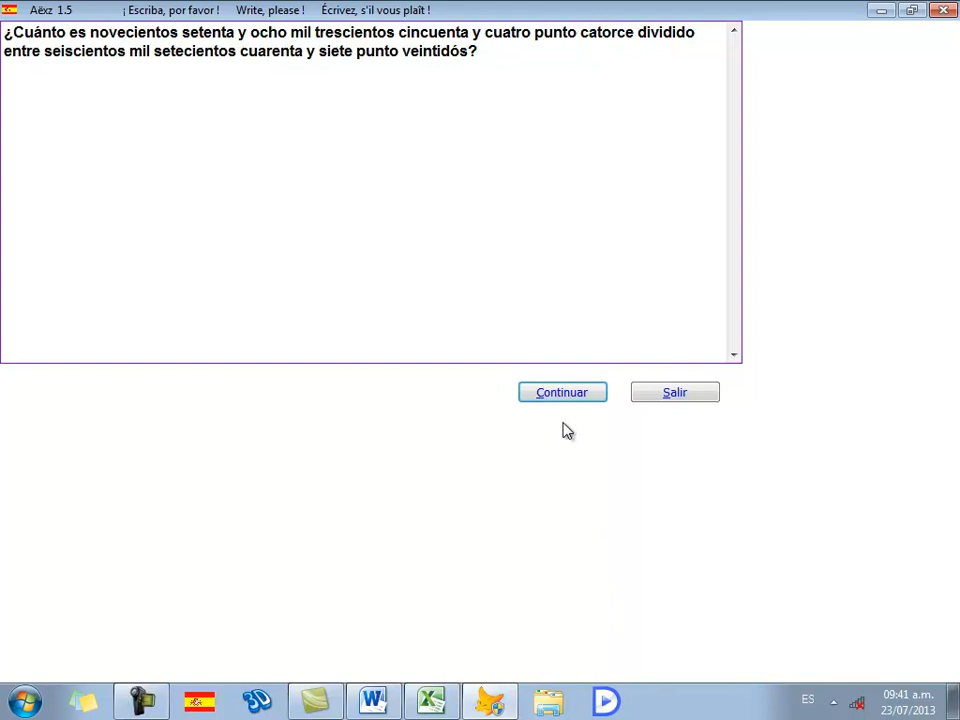 Aëxz 1.5 ¡ Escriba, por favor ! Write, please ! Écrivez, s'il vous plaît !
¿Cuánto es novecientos setenta y ocho mil trescientos cincuenta y cuatro punto catorce dividido
entre seiscientos mil setecientos cuarenta y siete punto veintidós?
Continuar Salir
3D W X D ES 09:41 a.m.
23/07/2013